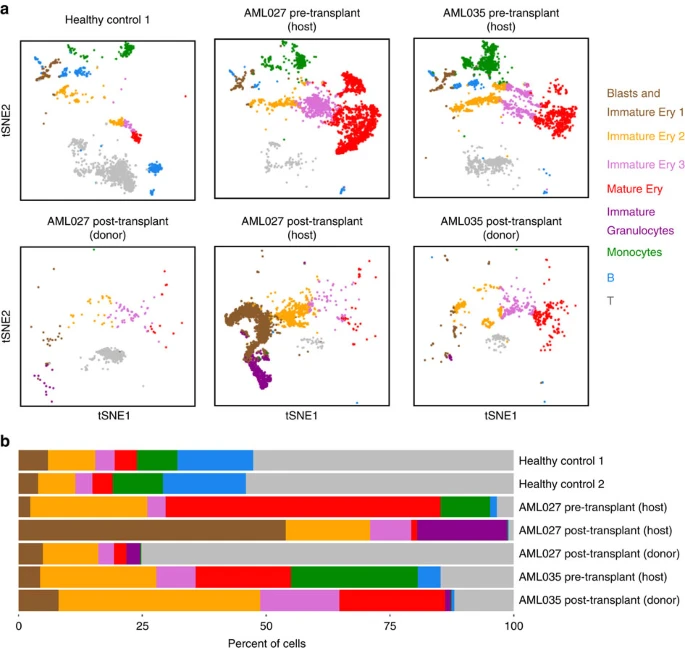 a
Healthy control 1
AML027 pre-transplant
(host)
AML035 pre-transplant
(host)
tSNE2
Blasts and
Immature Ery 1
Immature Ery 2
Immature Ery 3
Mature Ery
Immature
Granulocytes
Monocytes
B
T
AML027 post-transplant
(donor)
AML027 post-transplant
(host)
AML035 post-transplant
(donor)
tSNE2
tSNE1
tSNE1
tSNE1
b
Healthy control 1
Healthy control 2
AML027 pre-transplant (host)
AML027 post-transplant (host)
AML027 post-transplant (donor)
AML035 pre-transplant (host)
AML035 post-transplant (donor)
0 25 50 75 100
Percent of cells